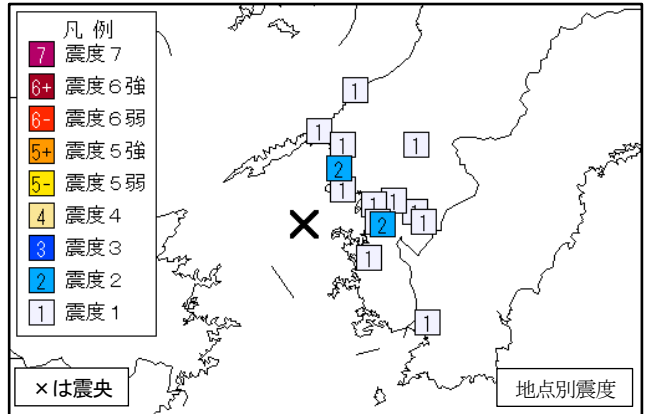 凡 例
7 震度７
6+ 震度６強
6- 震度６弱
5+ 震度５強
5- 震度５弱
4 震度４
3 震度３
2 震度２
1 震度１
1
1
1
1
2
1
1
1
1
2
1
1
1
×は震央
地点別震度